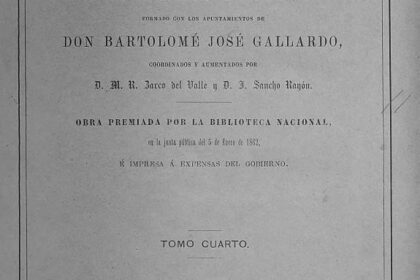 FORMADO CON LOS APUNTAMIENTOS DE
DON BARTOLOMÉ JOSÉ GALLARDO,
COORDINADOS Y AUMENTADOS POR
D. M. R. Zarco del Valle y D. J. Sancho Rayón.
OBRA PREMIADA POR LA BIBLIOTECA NACIONAL,
en la junta pública del 5 de Enero de 1862,
É IMPRESA Á EXPENSAS DEL GOBIERNO.
TOMO CUARTO.